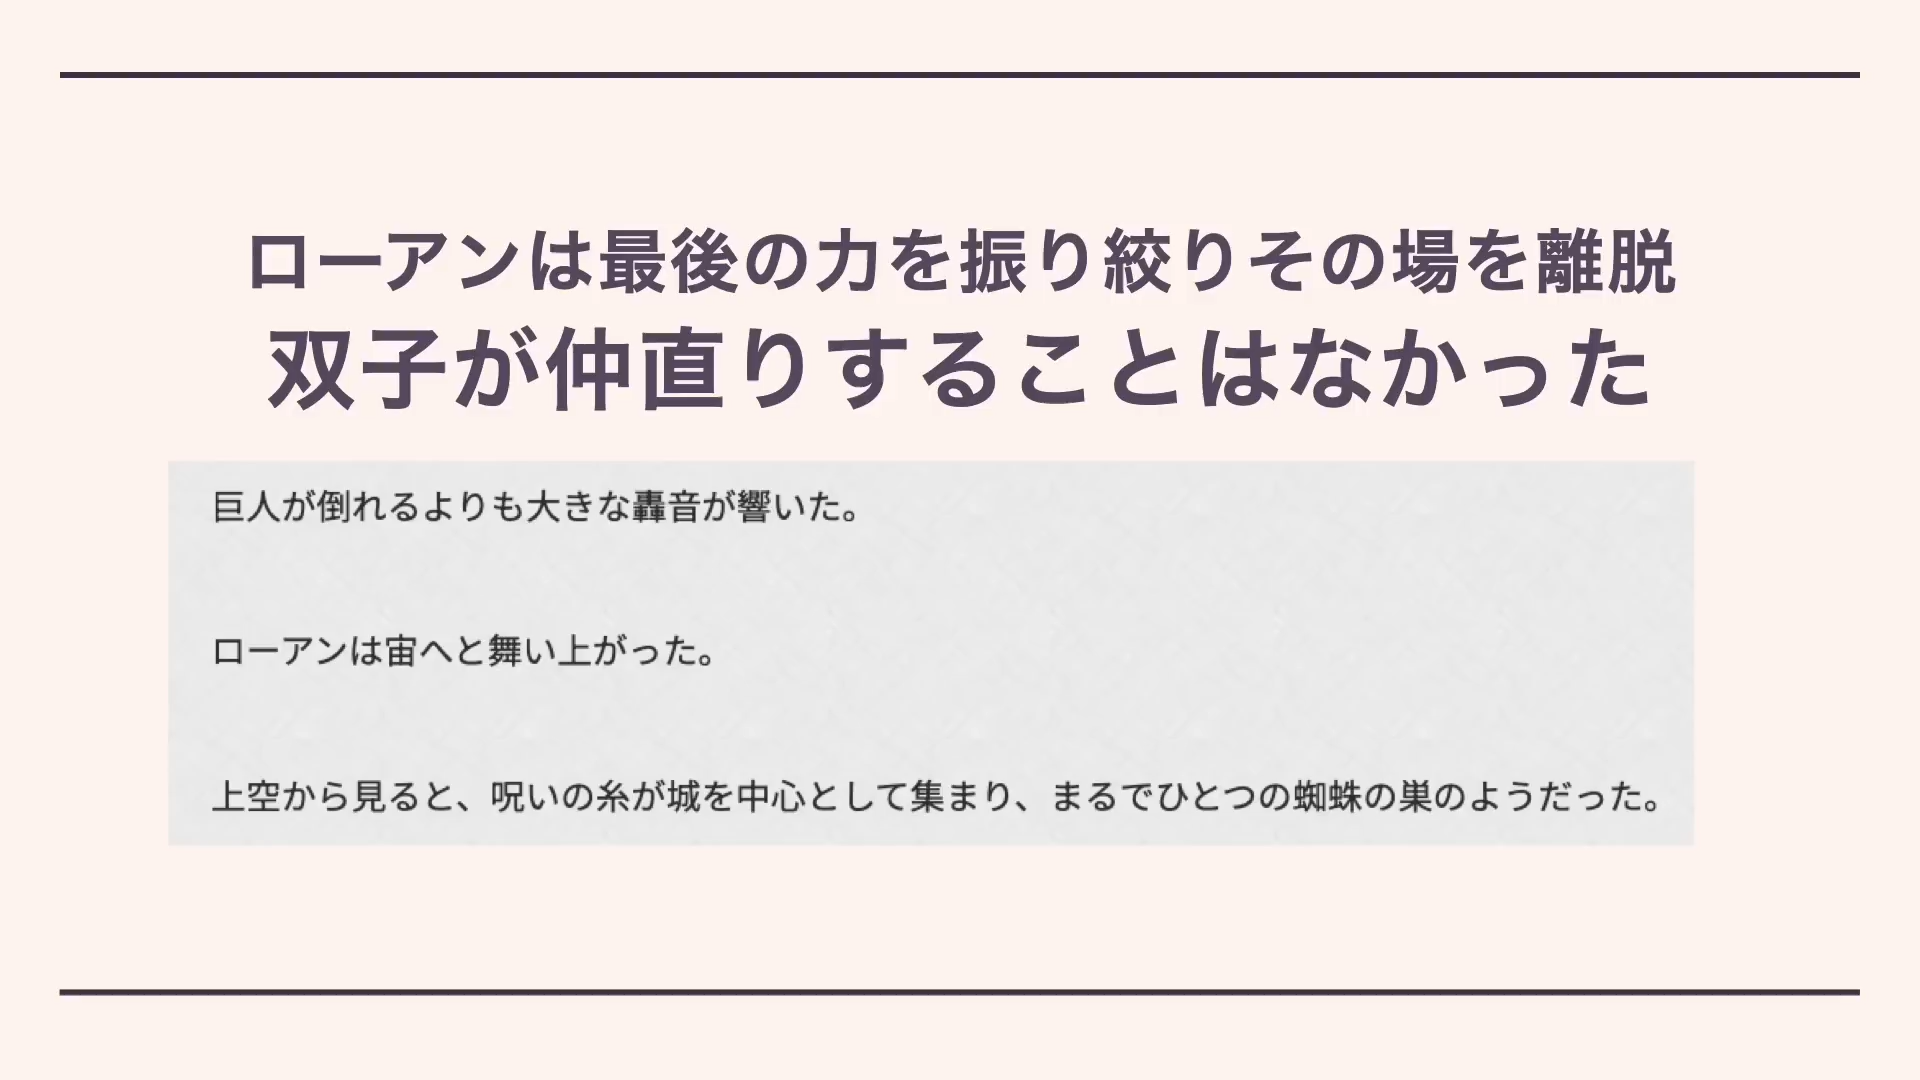 ローアンは最後の力を振り絞りその場を離脱
双子が仲直りすることはなかった
巨人が倒れるよりも大きな轟音が響いた。
ローアンは宙へと舞い上がった。
上空から見ると、呪いの糸が城を中心として集まり、まるでひとつの蜘蛛の巣のようだった。